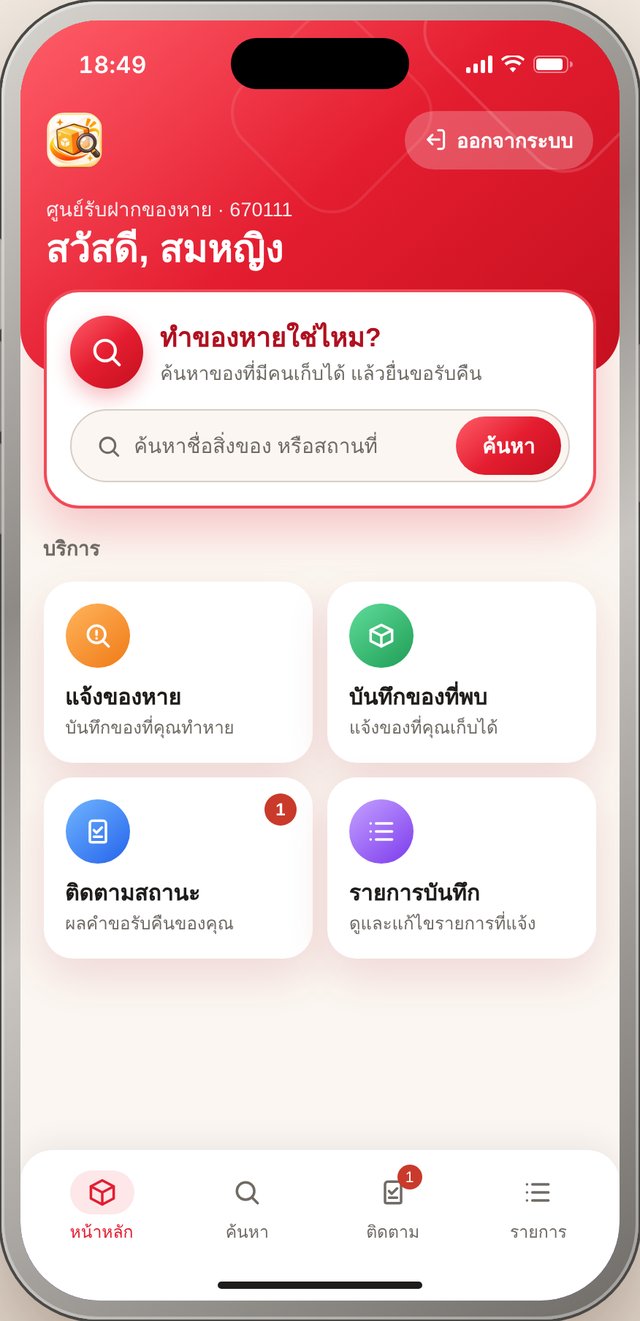 18:49
ออกจากระบบ
ศูนย์รับฝากของหาย · 670111
สวัสดี, สมหญิง
ทำของหายใช่ไหม?
ค้นหาของที่มีคนเก็บได้ แล้วยื่นขอรับคืน
ค้นหาชื่อสิ่งของ หรือสถานที่
ค้นหา
บริการ
แจ้งของหาย
บันทึกของที่คุณทำหาย
บันทึกของที่พบ
แจ้งของที่คุณเก็บได้
1
ติดตามสถานะ
ผลคำขอรับคืนของคุณ
รายการบันทึก
ดูและแก้ไขรายการที่แจ้ง
หน้าหลัก
ค้นหา
1
ติดตาม
รายการ